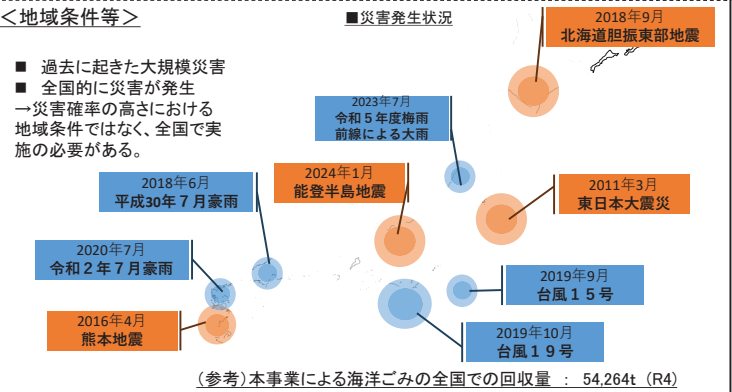 ＜地域条件等＞
■災害発生状況
■ 過去に起きた大規模災害
■ 全国的に災害が発生
→災害確率の高さにおける
地域条件ではなく、全国で実
施の必要がある。
2018年9月
北海道胆振東部地震
2023年7月
令和５年度梅雨
前線による大雨
2024年1月
能登半島地震
2011年3月
東日本大震災
2018年6月
平成30年７月豪雨
2020年7月
令和２年７月豪雨
2016年4月
熊本地震
2019年9月
台風１５号
2019年10月
台風１９号
（参考）本事業による海洋ごみの全国での回収量 ： 54,264t （R4）